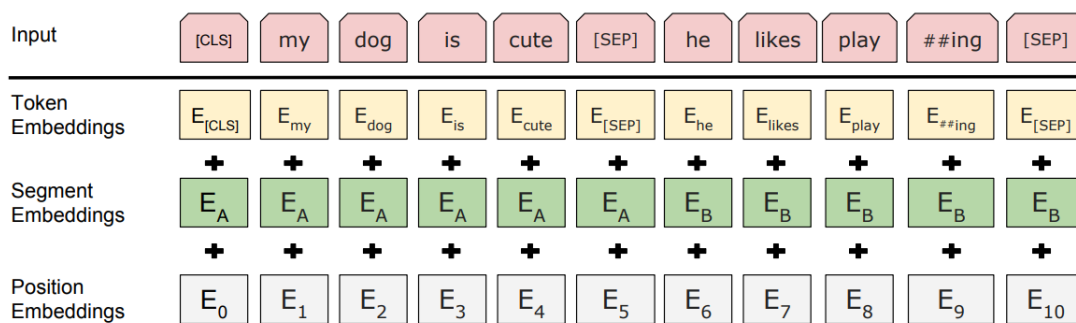 Input [CLS] my dog is cute [SEP] he likes play ##ing [SEP]
Token Embeddings E[CLS] Emy Edog Eis Ecute E[SEP] Ehe Elikes Eplay E##ing E[SEP]
+ + + + + + + + + + +
Segment Embeddings EA EA EA EA EA EA EB EB EB EB EB
+ + + + + + + + + + +
Position Embeddings E0 E1 E2 E3 E4 E5 E6 E7 E8 E9 E10